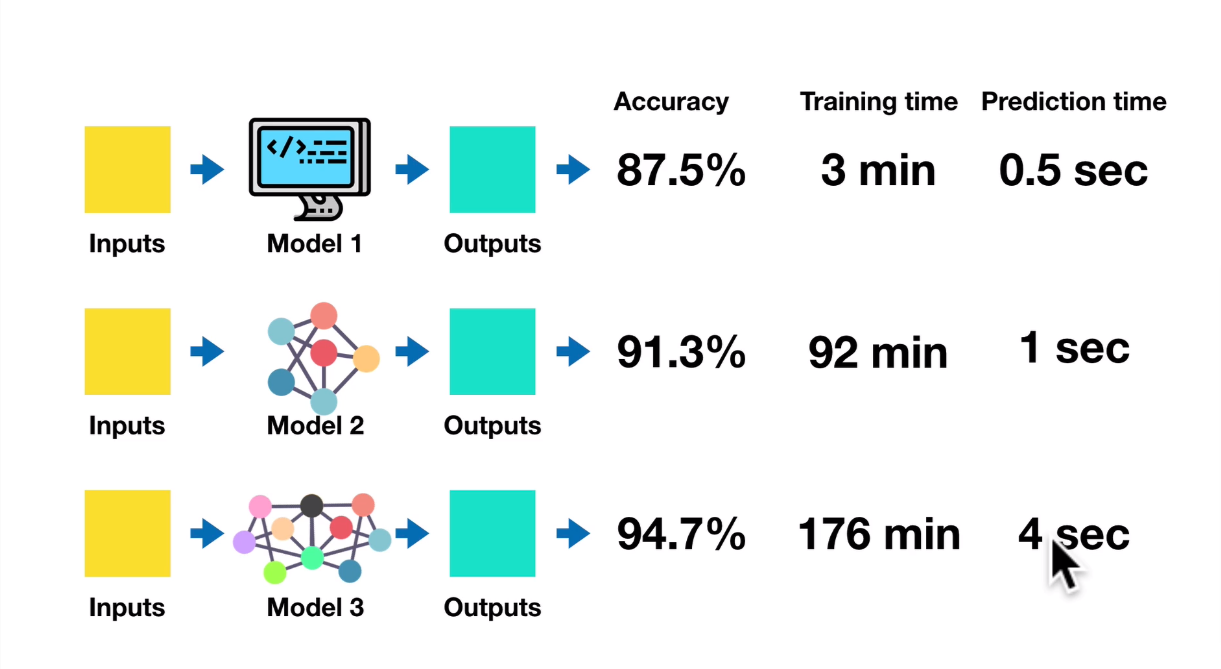 Accuracy Training time Prediction time
</>
87.5% 3 min 0.5 sec
Inputs Model 1 Outputs
91.3% 92 min 1 sec
Inputs Model 2 Outputs
94.7% 176 min 4 sec
Inputs Model 3 Outputs